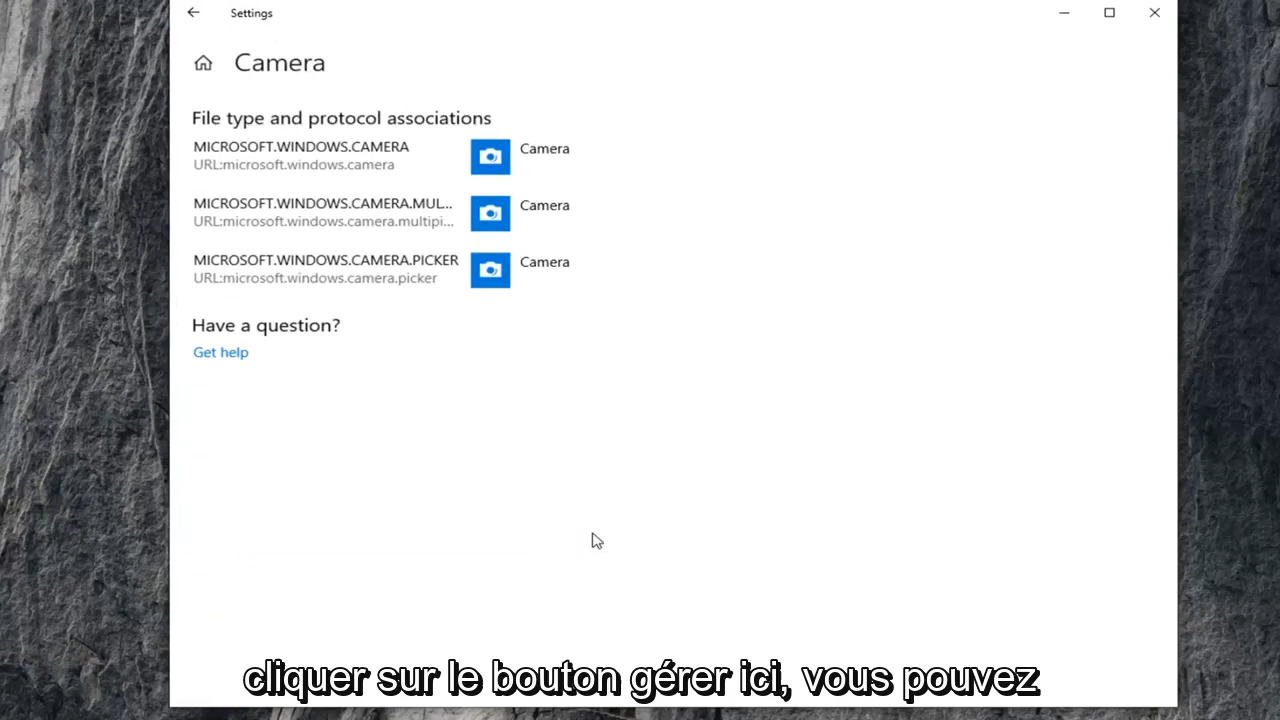 Settings
Camera
File type and protocol associations
MICROSOFT.WINDOWS.CAMERA
URL:microsoft.windows.camera
Camera
MICROSOFT.WINDOWS.CAMERA.MUL...
URL:microsoft.windows.camera.multipi...
Camera
MICROSOFT.WINDOWS.CAMERA.PICKER
URL:microsoft.windows.camera.picker
Camera
Have a question?
Get help
cliquer sur le bouton gérer ici, vous pouvez